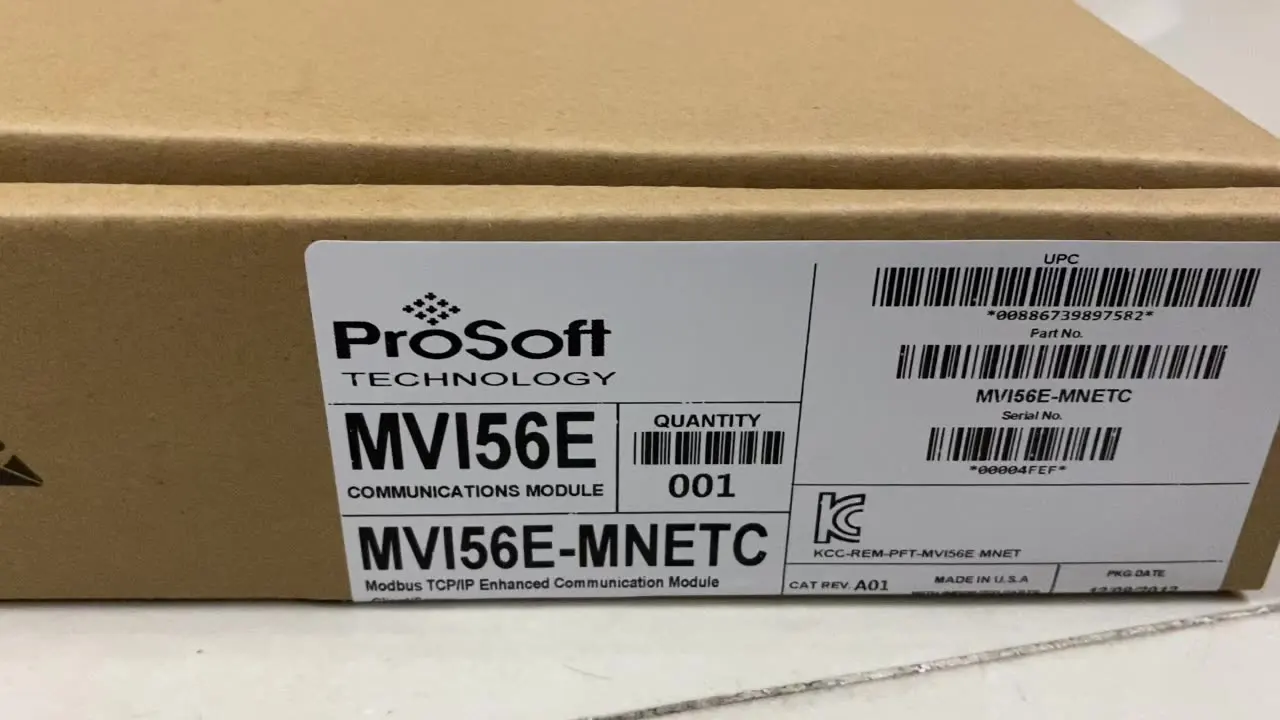 ProSoft
TECHNOLOGY
MVI56E
COMMUNICATIONS MODULE
QUANTITY
001
MVI56E-MNETC
Modbus TCP/IP Enhanced Communication Module
UPC
*00886739897582*
Part No.
MVI56E-MNETC
Serial No.
*00004FEF*
KC
KCC-REM-PFT-MVI56E MNET
CAT REV. A01
MADE IN U.S.A
PKG DATE